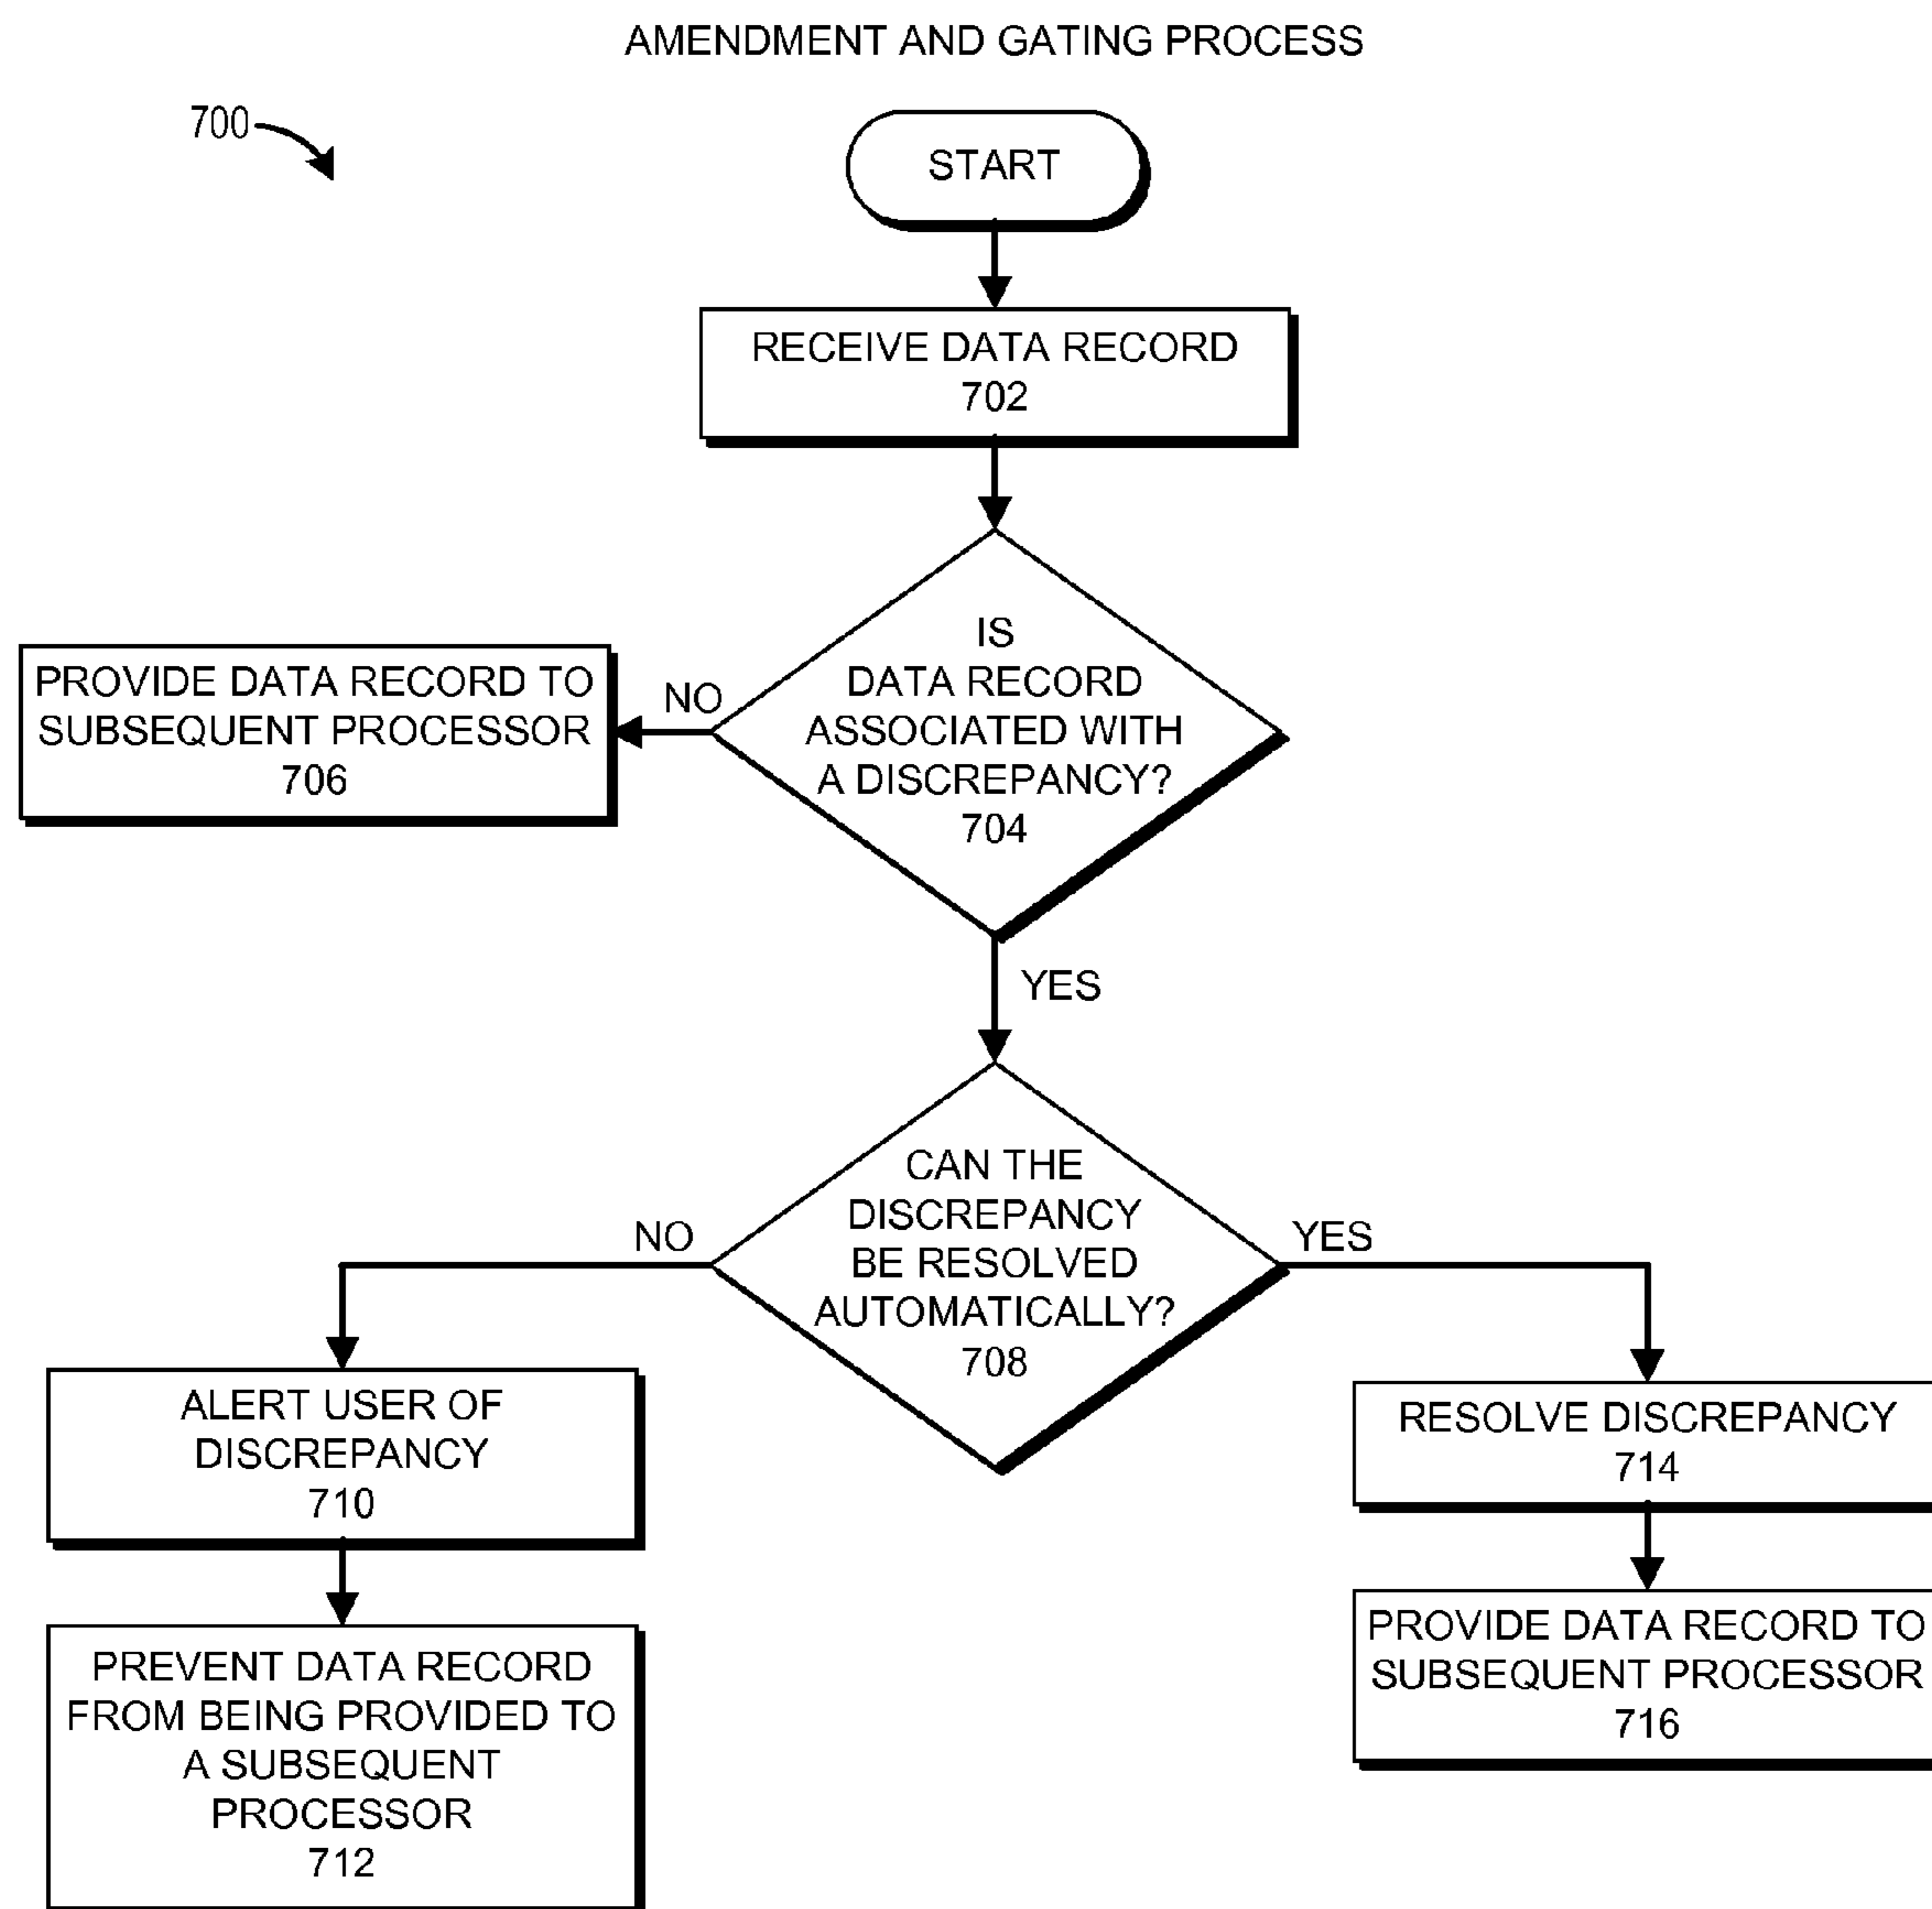 AMENDMENT AND GATING PROCESS
700
START
RECEIVE DATA RECORD
702
IS
DATA RECORD
ASSOCIATED WITH
A DISCREPANCY?
704
NO
PROVIDE DATA RECORD TO
SUBSEQUENT PROCESSOR
706
YES
CAN THE
DISCREPANCY
BE RESOLVED
AUTOMATICALLY?
708
NO
YES
ALERT USER OF
DISCREPANCY
710
PREVENT DATA RECORD
FROM BEING PROVIDED TO
A SUBSEQUENT
PROCESSOR
712
RESOLVE DISCREPANCY
714
PROVIDE DATA RECORD TO
SUBSEQUENT PROCESSOR
716